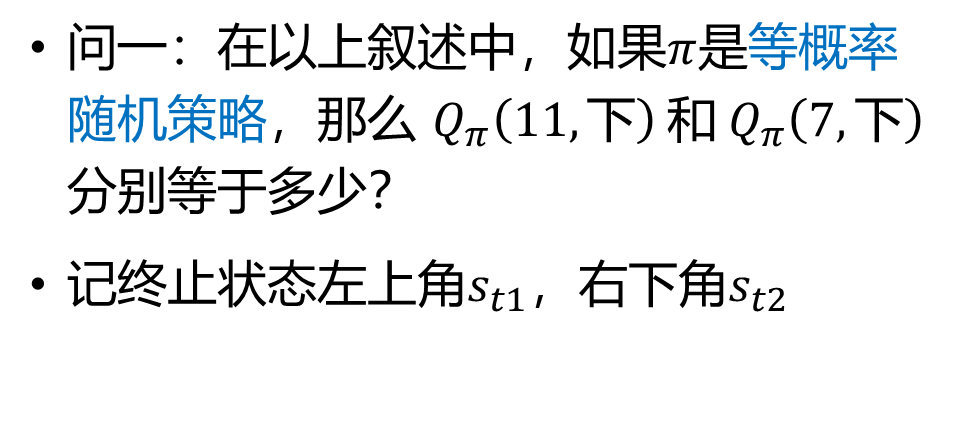 • 问一：在以上叙述中，如果π是等概率
随机策略，那么 Qπ(11,下) 和 Qπ(7,下)
分别等于多少？
• 记终止状态左上角st1，右下角st2